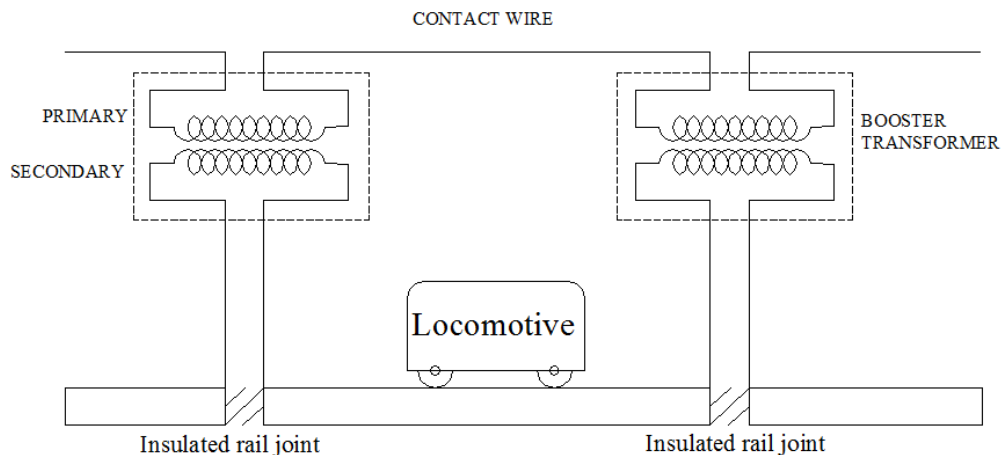 CONTACT WIRE
PRIMARY
SECONDARY
BOOSTER
TRANSFORMER
Locomotive
Insulated rail joint
Insulated rail joint